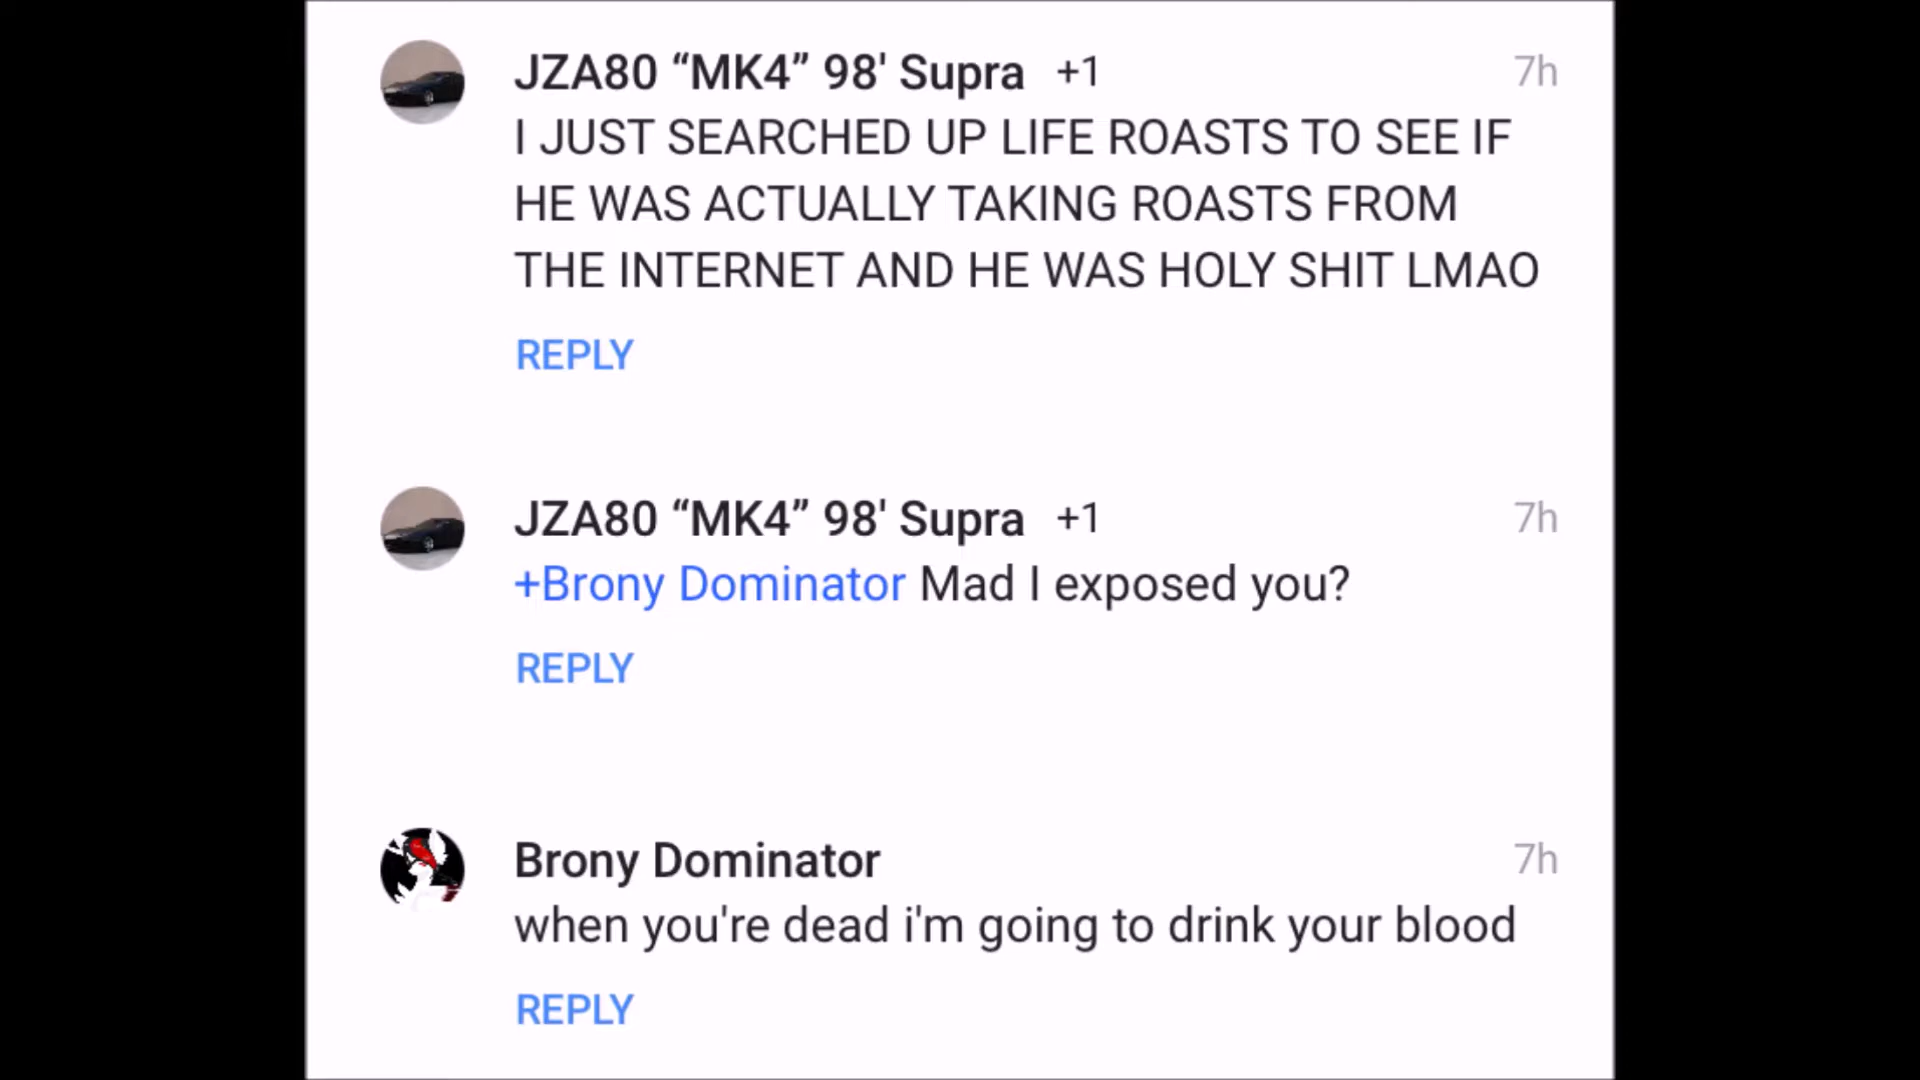 JZA80 “MK4” 98' Supra +1 7h
I JUST SEARCHED UP LIFE ROASTS TO SEE IF
HE WAS ACTUALLY TAKING ROASTS FROM
THE INTERNET AND HE WAS HOLY SHIT LMAO
REPLY
JZA80 “MK4” 98' Supra +1 7h
+Brony Dominator Mad I exposed you?
REPLY
Brony Dominator 7h
when you're dead i'm going to drink your blood
REPLY